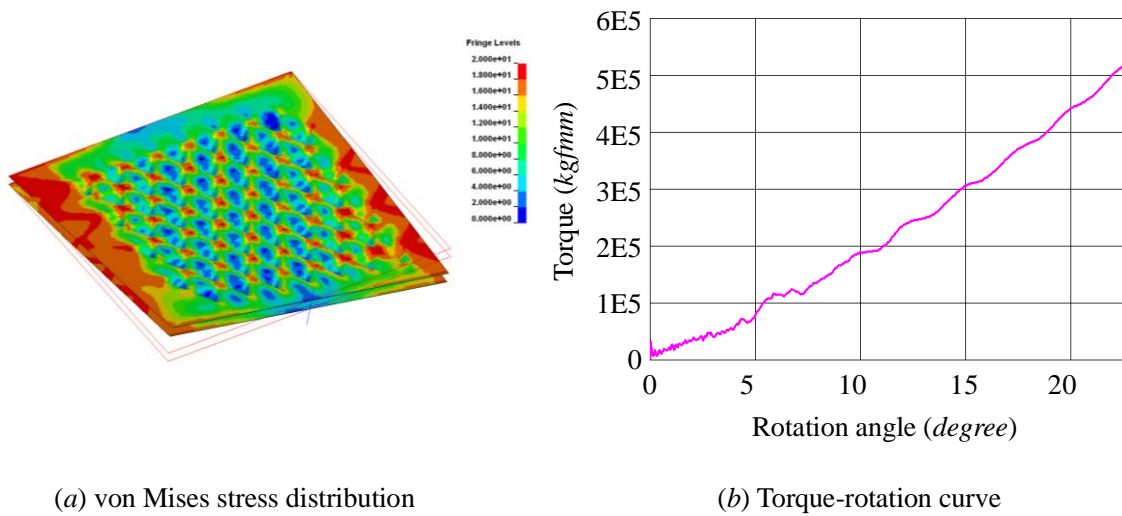 Fringe Levels
2.000e+01
1.800e+01
1.600e+01
1.400e+01
1.200e+01
1.000e+01
8.000e+00
6.000e+00
4.000e+00
2.000e+00
0.000e+00
(a) von Mises stress distribution
6E5
5E5
4E5
3E5
2E5
1E5
0
Torque (kgfmm)
0 5 10 15 20
Rotation angle (degree)
(b) Torque-rotation curve